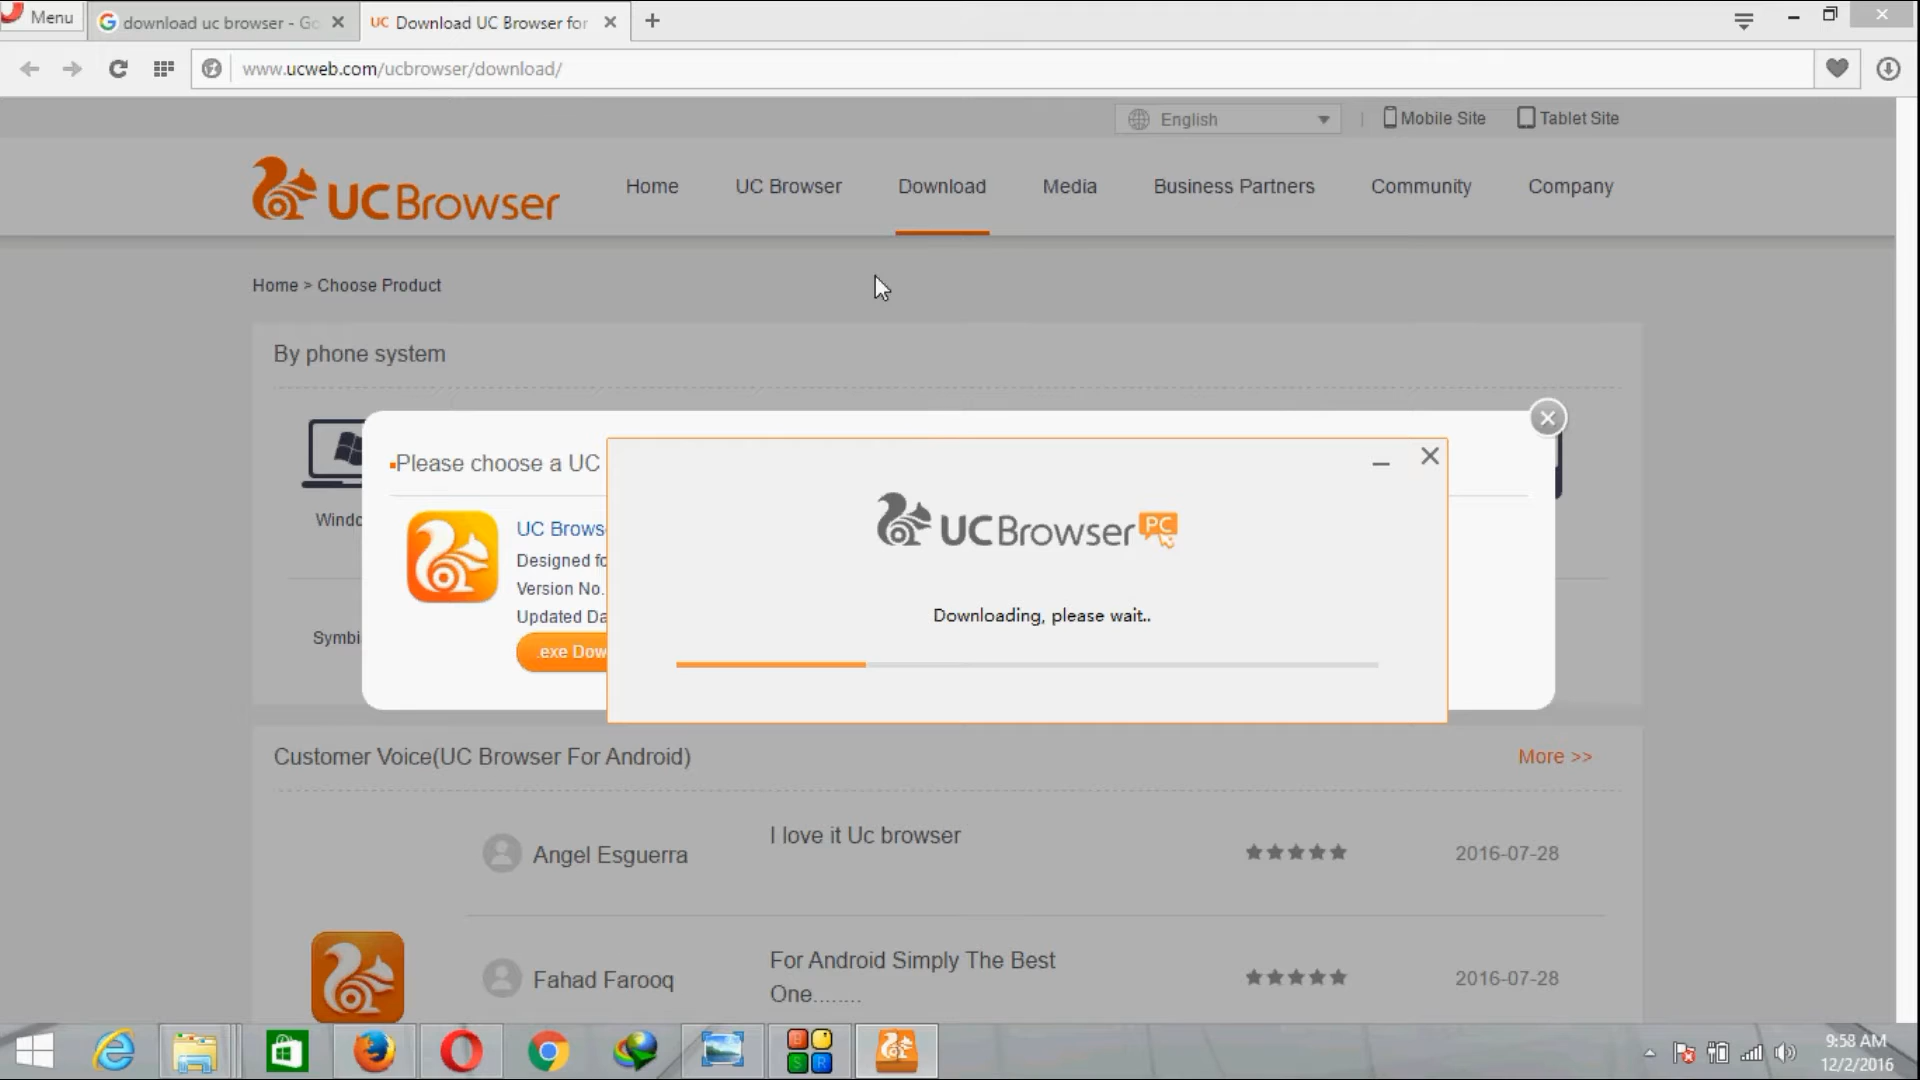 Menu
download uc browser - Go
UC Download UC Browser for
www.ucweb.com/ucbrowser/download/
English
Mobile Site
Tablet Site
UC Browser
Home
UC Browser
Download
Media
Business Partners
Community
Company
Home > Choose Product
By phone system
Please choose a UC
UC Brows
Designed fo
Version No.
Updated Da
.exe Dow
Windo
Symbi
UC Browser PC
Downloading, please wait..
Customer Voice(UC Browser For Android)
More >>
Angel Esguerra
I love it Uc browser
2016-07-28
Fahad Farooq
For Android Simply The Best
One........
2016-07-28
9:58 AM
12/2/2016